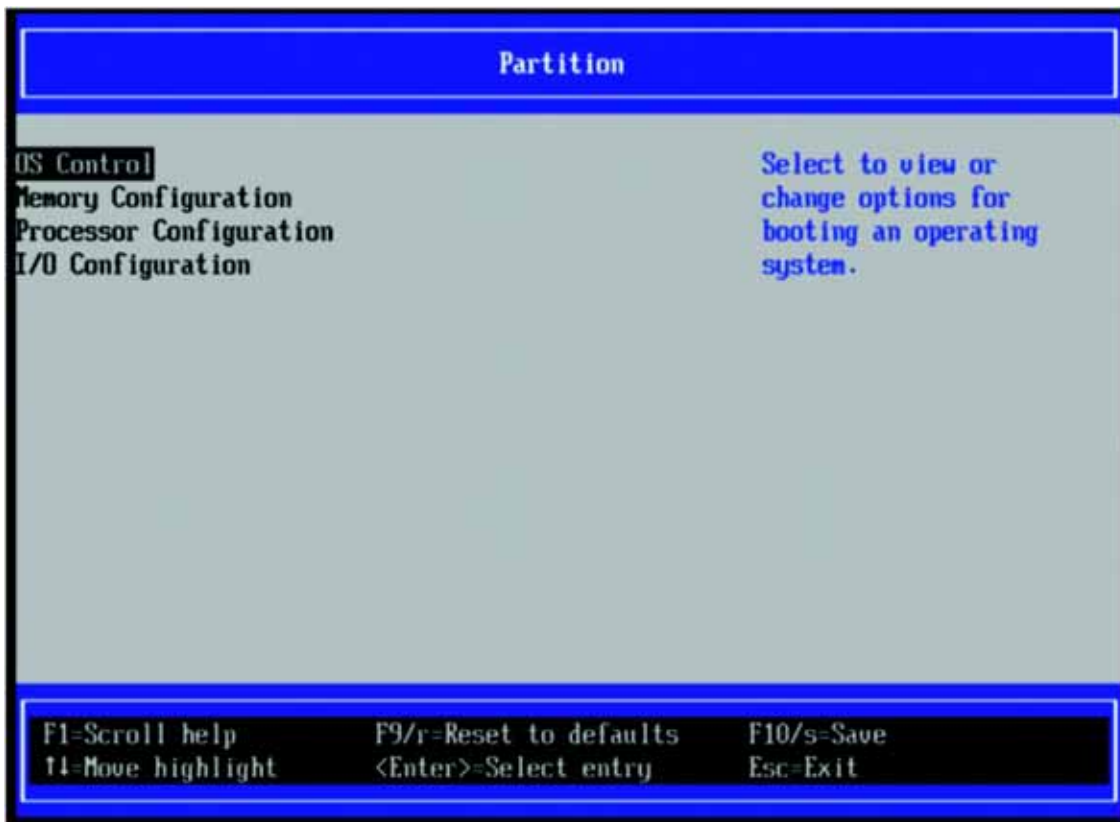 Partition
OS Control
Memory Configuration
Processor Configuration
I/O Configuration
Select to view or
change options for
booting an operating
system.
F1=Scroll help F9/r=Reset to defaults F10/s=Save
↑↓=Move highlight <Enter>=Select entry Esc=Exit